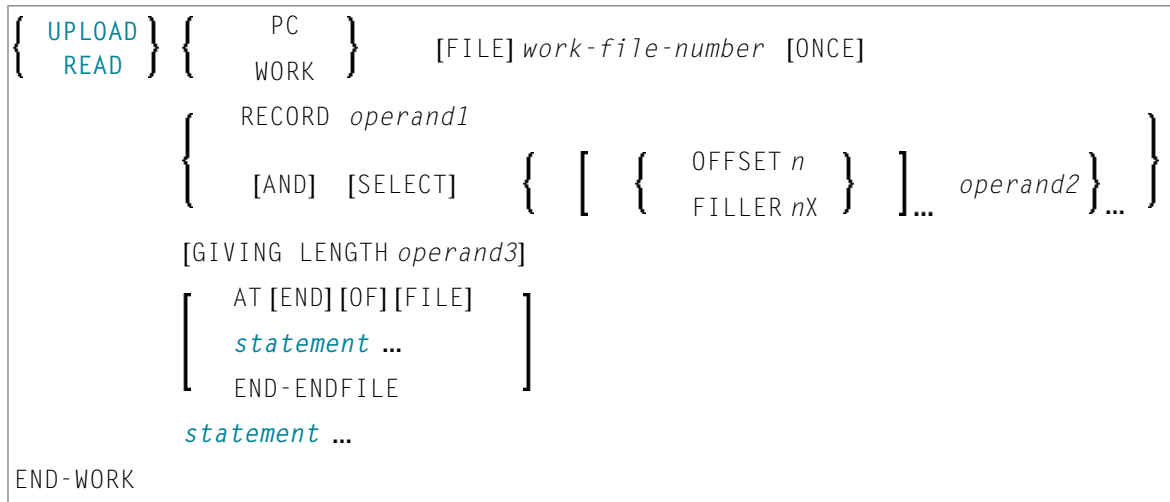 { UPLOAD } { PC } [FILE] work-file-number [ONCE]
{ READ } { WORK }
{ RECORD operand1
[AND] [SELECT] { [ { OFFSET n
FILLER nX } ]... operand2 }... }
[GIVING LENGTH operand3]
[ AT [END] [OF] [FILE]
statement ...
END-ENDFILE ]
statement ...
END-WORK